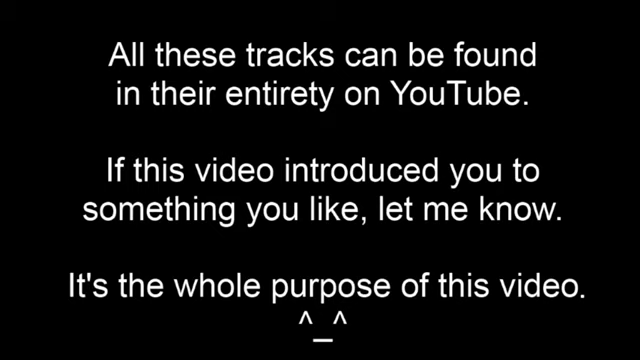 All these tracks can be found
in their entirety on YouTube.
If this video introduced you to
something you like, let me know.
It's the whole purpose of this video.
^_^